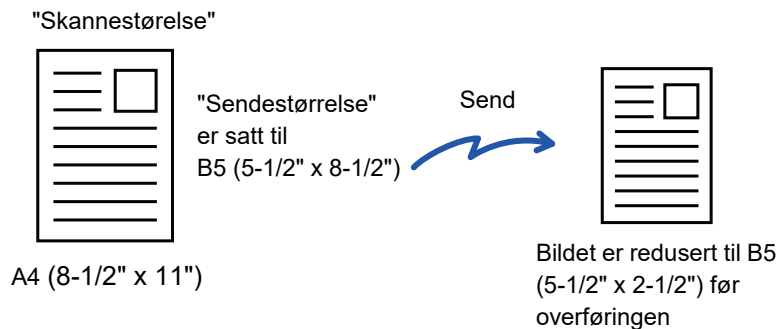 "Skannestørelse"
"Sendestørrelse"
er satt til
B5 (5-1/2" x 8-1/2")
Send
A4 (8-1/2" x 11")
Bildet er redusert til B5
(5-1/2" x 2-1/2") før
overføringen